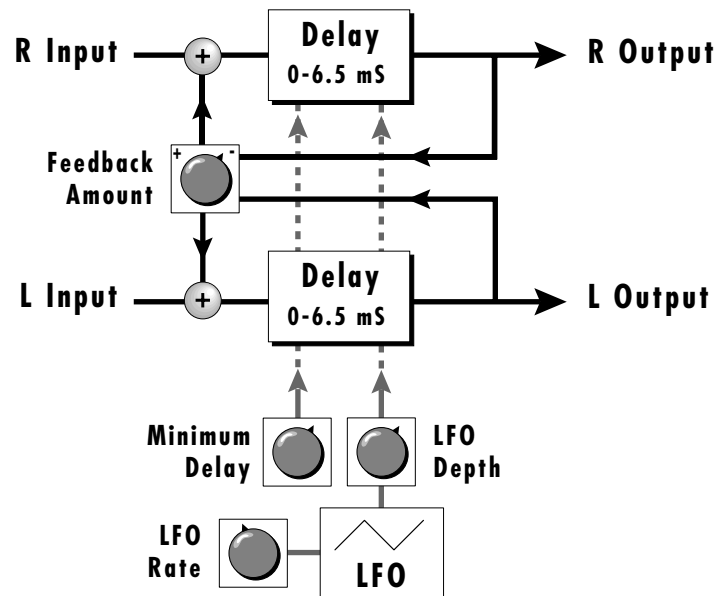 R Input
+
Delay
0-6.5 mS
R Output
Feedback
Amount
+ -
L Input
+
Delay
0-6.5 mS
L Output
Minimum
Delay
LFO
Depth
LFO
Rate
LFO